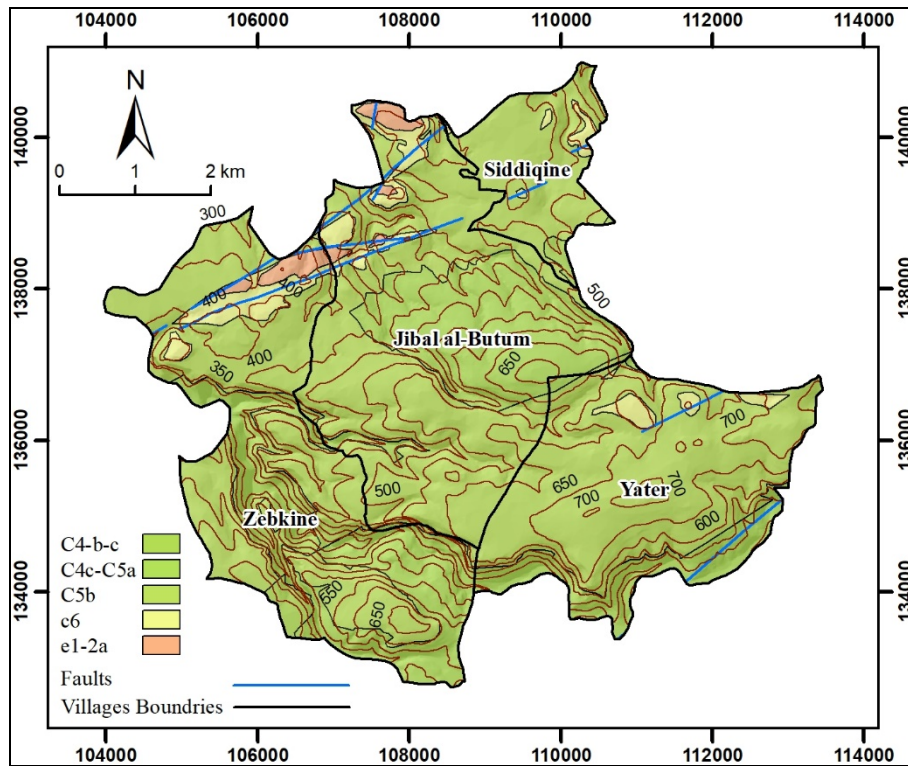 104000 106000 108000 110000 112000 114000
140000 140000
138000 138000
136000 136000
134000 134000
N
0 1 2 km
Siddiqine
300
400
400
500
Jibal al-Butum
650
400
350
700
650
700
700
Yater
500
600
Zebkine
550
650
C4-b-c
C4c-C5a
C5b
c6
e1-2a
Faults
Villages Boundries
104000 106000 108000 110000 112000 114000